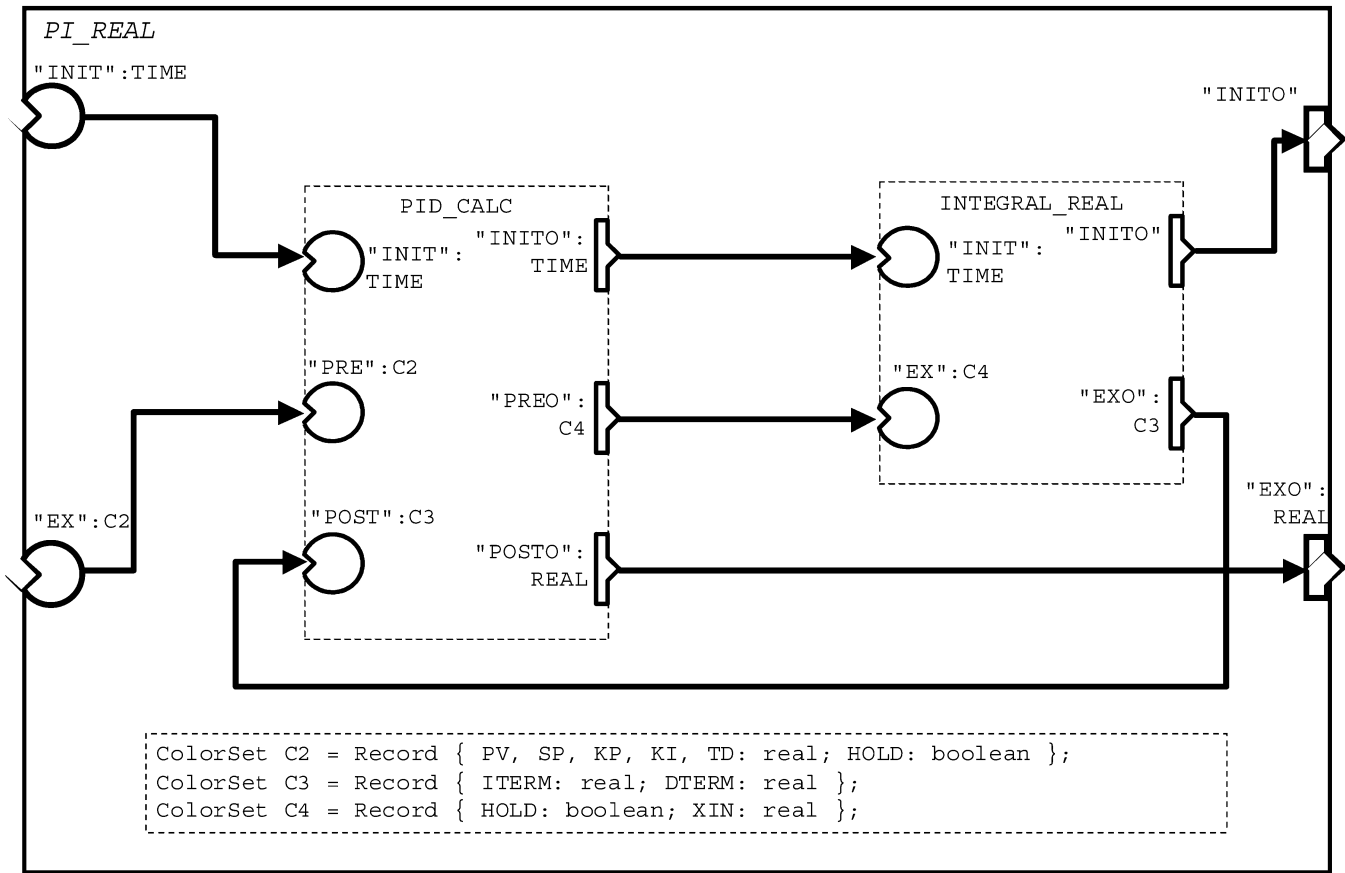 PI_REAL
"INIT":TIME
"INITO"
PID_CALC
"INIT":
TIME
"INITO":
TIME
INTEGRAL_REAL
"INIT":
TIME
"INITO"
"PRE":C2
"PREO":
C4
"EX":C4
"EXO":
C3
"EX":C2
"POST":C3
"POSTO":
REAL
"EXO":
REAL
ColorSet C2 = Record { PV, SP, KP, KI, TD: real; HOLD: boolean };
ColorSet C3 = Record { ITERM: real; DTERM: real };
ColorSet C4 = Record { HOLD: boolean; XIN: real };